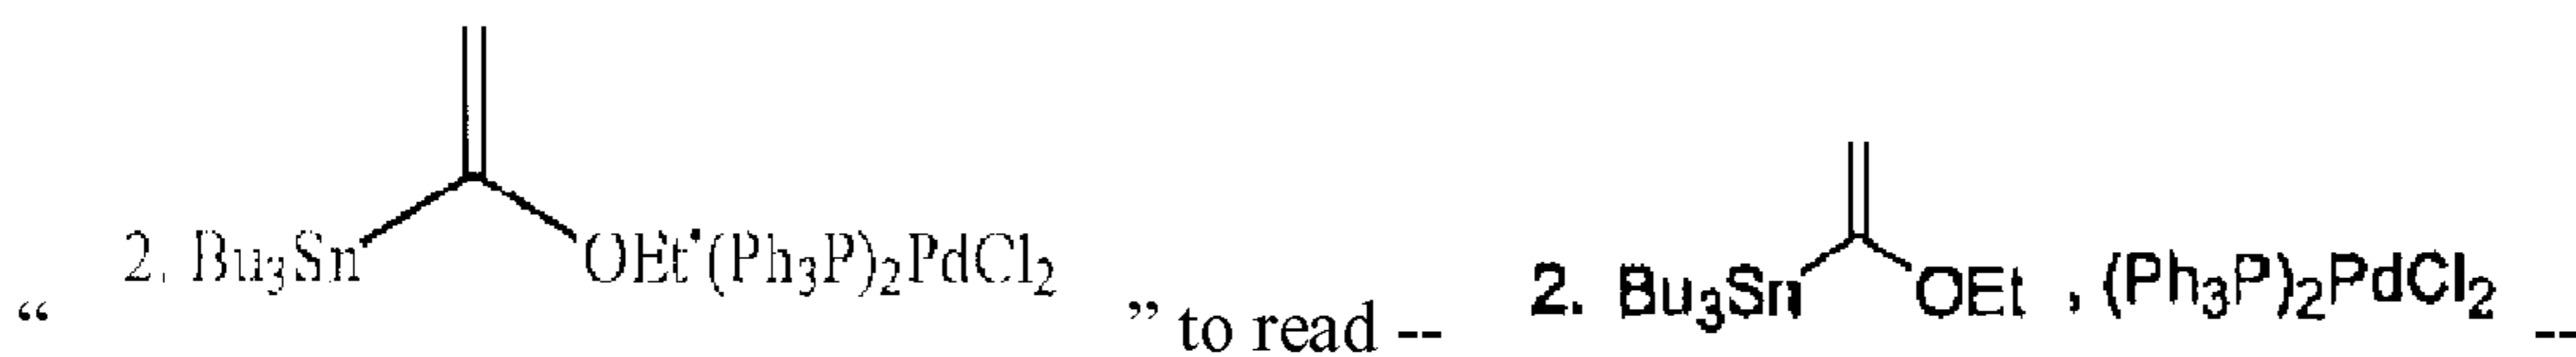 “ 2. Bu₃Sn OEt•(Ph₃P)₂PdCl₂ ” to read -- 2. Bu₃Sn OEt , (Ph₃P)₂PdCl₂ --